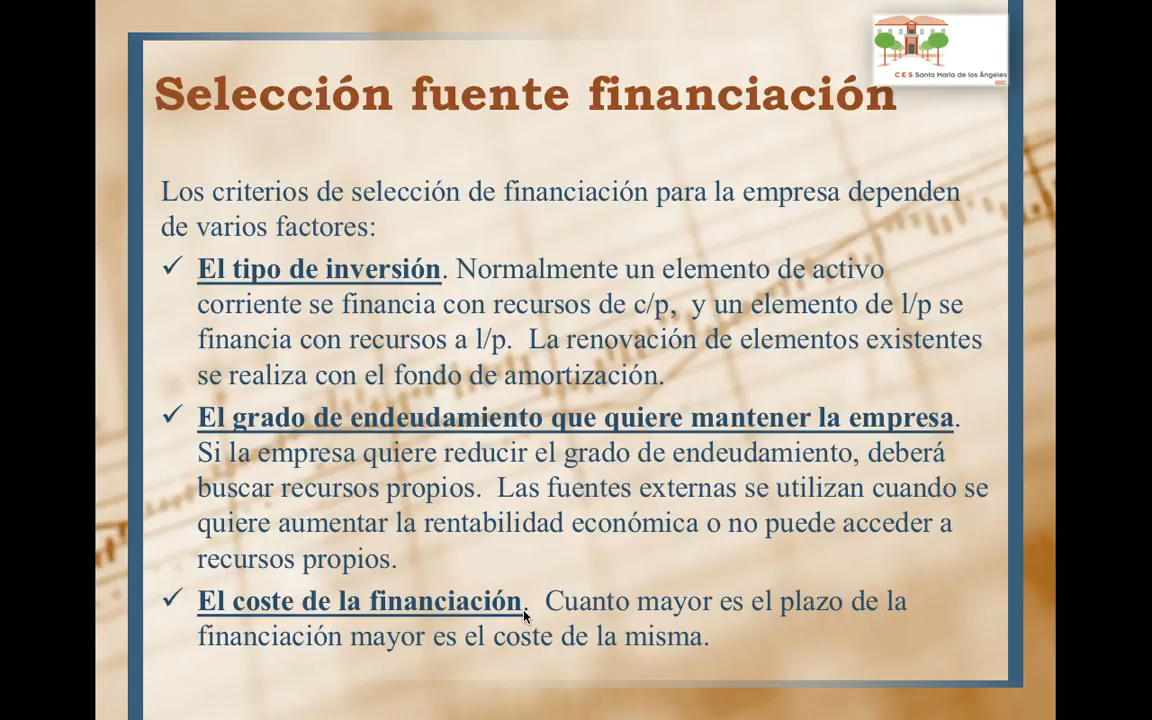 C E S Santa María de los Ángeles
Selección fuente financiación
Los criterios de selección de financiación para la empresa dependen
de varios factores:
✓ El tipo de inversión. Normalmente un elemento de activo
corriente se financia con recursos de c/p, y un elemento de l/p se
financia con recursos a l/p. La renovación de elementos existentes
se realiza con el fondo de amortización.
✓ El grado de endeudamiento que quiere mantener la empresa.
Si la empresa quiere reducir el grado de endeudamiento, deberá
buscar recursos propios. Las fuentes externas se utilizan cuando se
quiere aumentar la rentabilidad económica o no puede acceder a
recursos propios.
✓ El coste de la financiación. Cuanto mayor es el plazo de la
financiación mayor es el coste de la misma.